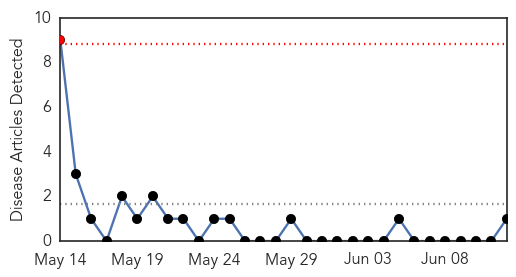 Disease Articles Detected
10
8
6
4
2
0
May 14
May 19
May 24
May 29
Jun 03
Jun 08